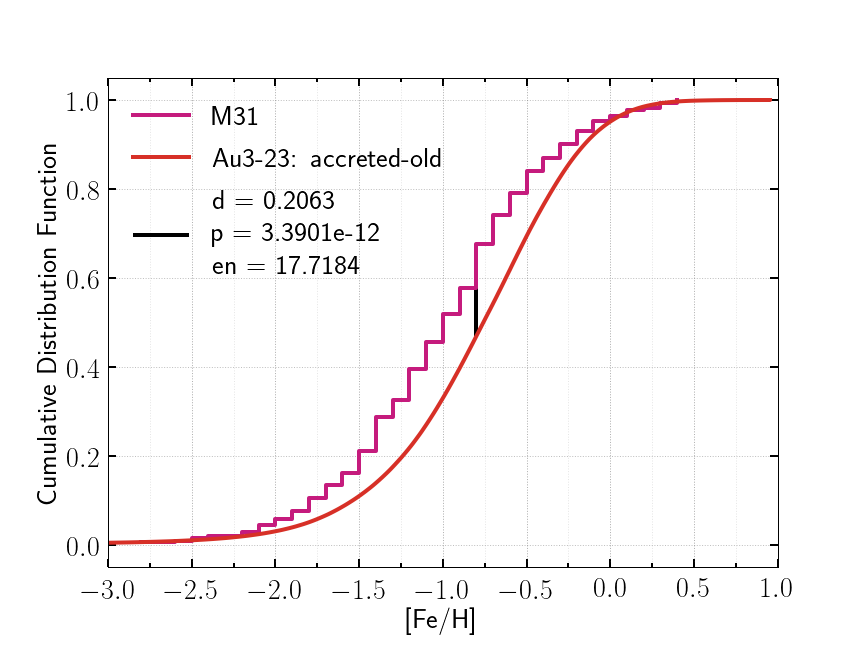 M31
Au3-23: accreted-old
d = 0.2063
p = 3.3901e-12
en = 17.7184
Cumulative Distribution Function
1.0
0.8
0.6
0.4
0.2
0.0
−3.0 −2.5 −2.0 −1.5 −1.0 −0.5 0.0 0.5 1.0
[Fe/H]